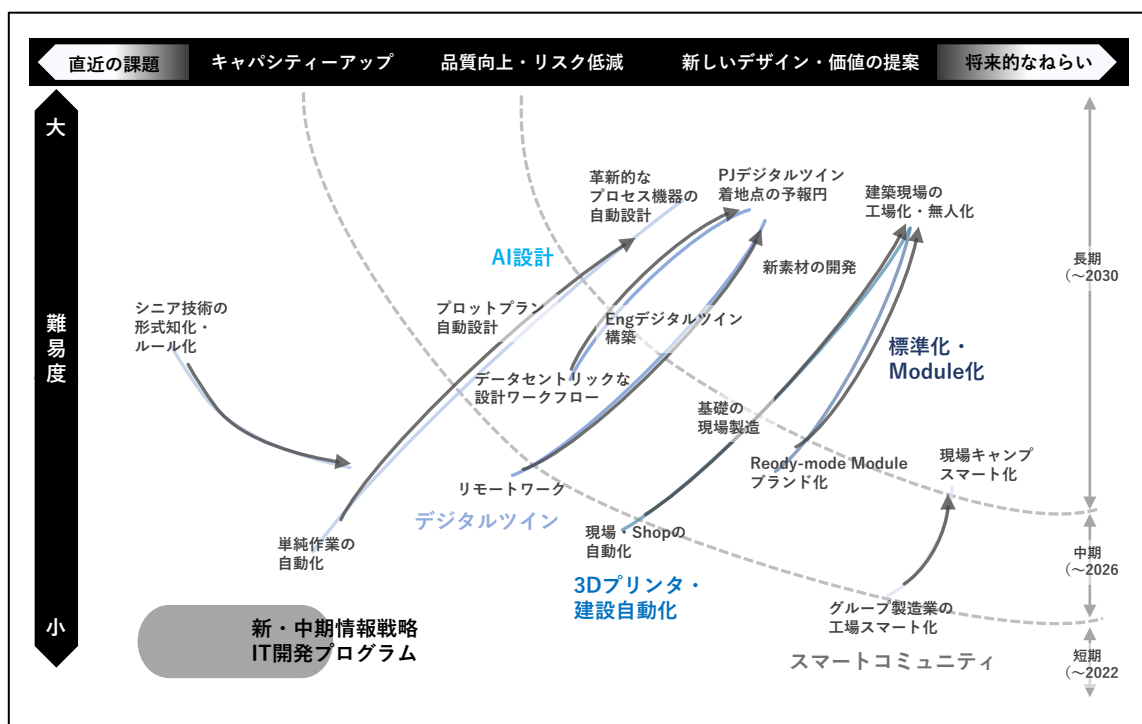 直近の課題
キャパシティーアップ
品質向上・リスク低減
新しいデザイン・価値の提案
将来的なねらい
大
難易度
小
革新的な
プロセス機器の
自動設計
PJデジタルツイン
着地点の予報円
建築現場の
工場化・無人化
AI設計
新素材の開発
長期
(～2030
シニア技術の
形式知化・
ルール化
プロットプラン
自動設計
Engデジタルツイン
構築
標準化・
Module化
データセントリックな
設計ワークフロー
基礎の
現場製造
Reody-mode Module
ブランド化
現場キャンプ
スマート化
リモートワーク
デジタルツイン
現場・Shopの
自動化
単純作業の
自動化
中期
(～2026
3Dプリンタ・
建設自動化
グループ製造業の
工場スマート化
新・中期情報戦略
IT開発プログラム
スマートコミュニティ
短期
(～2022